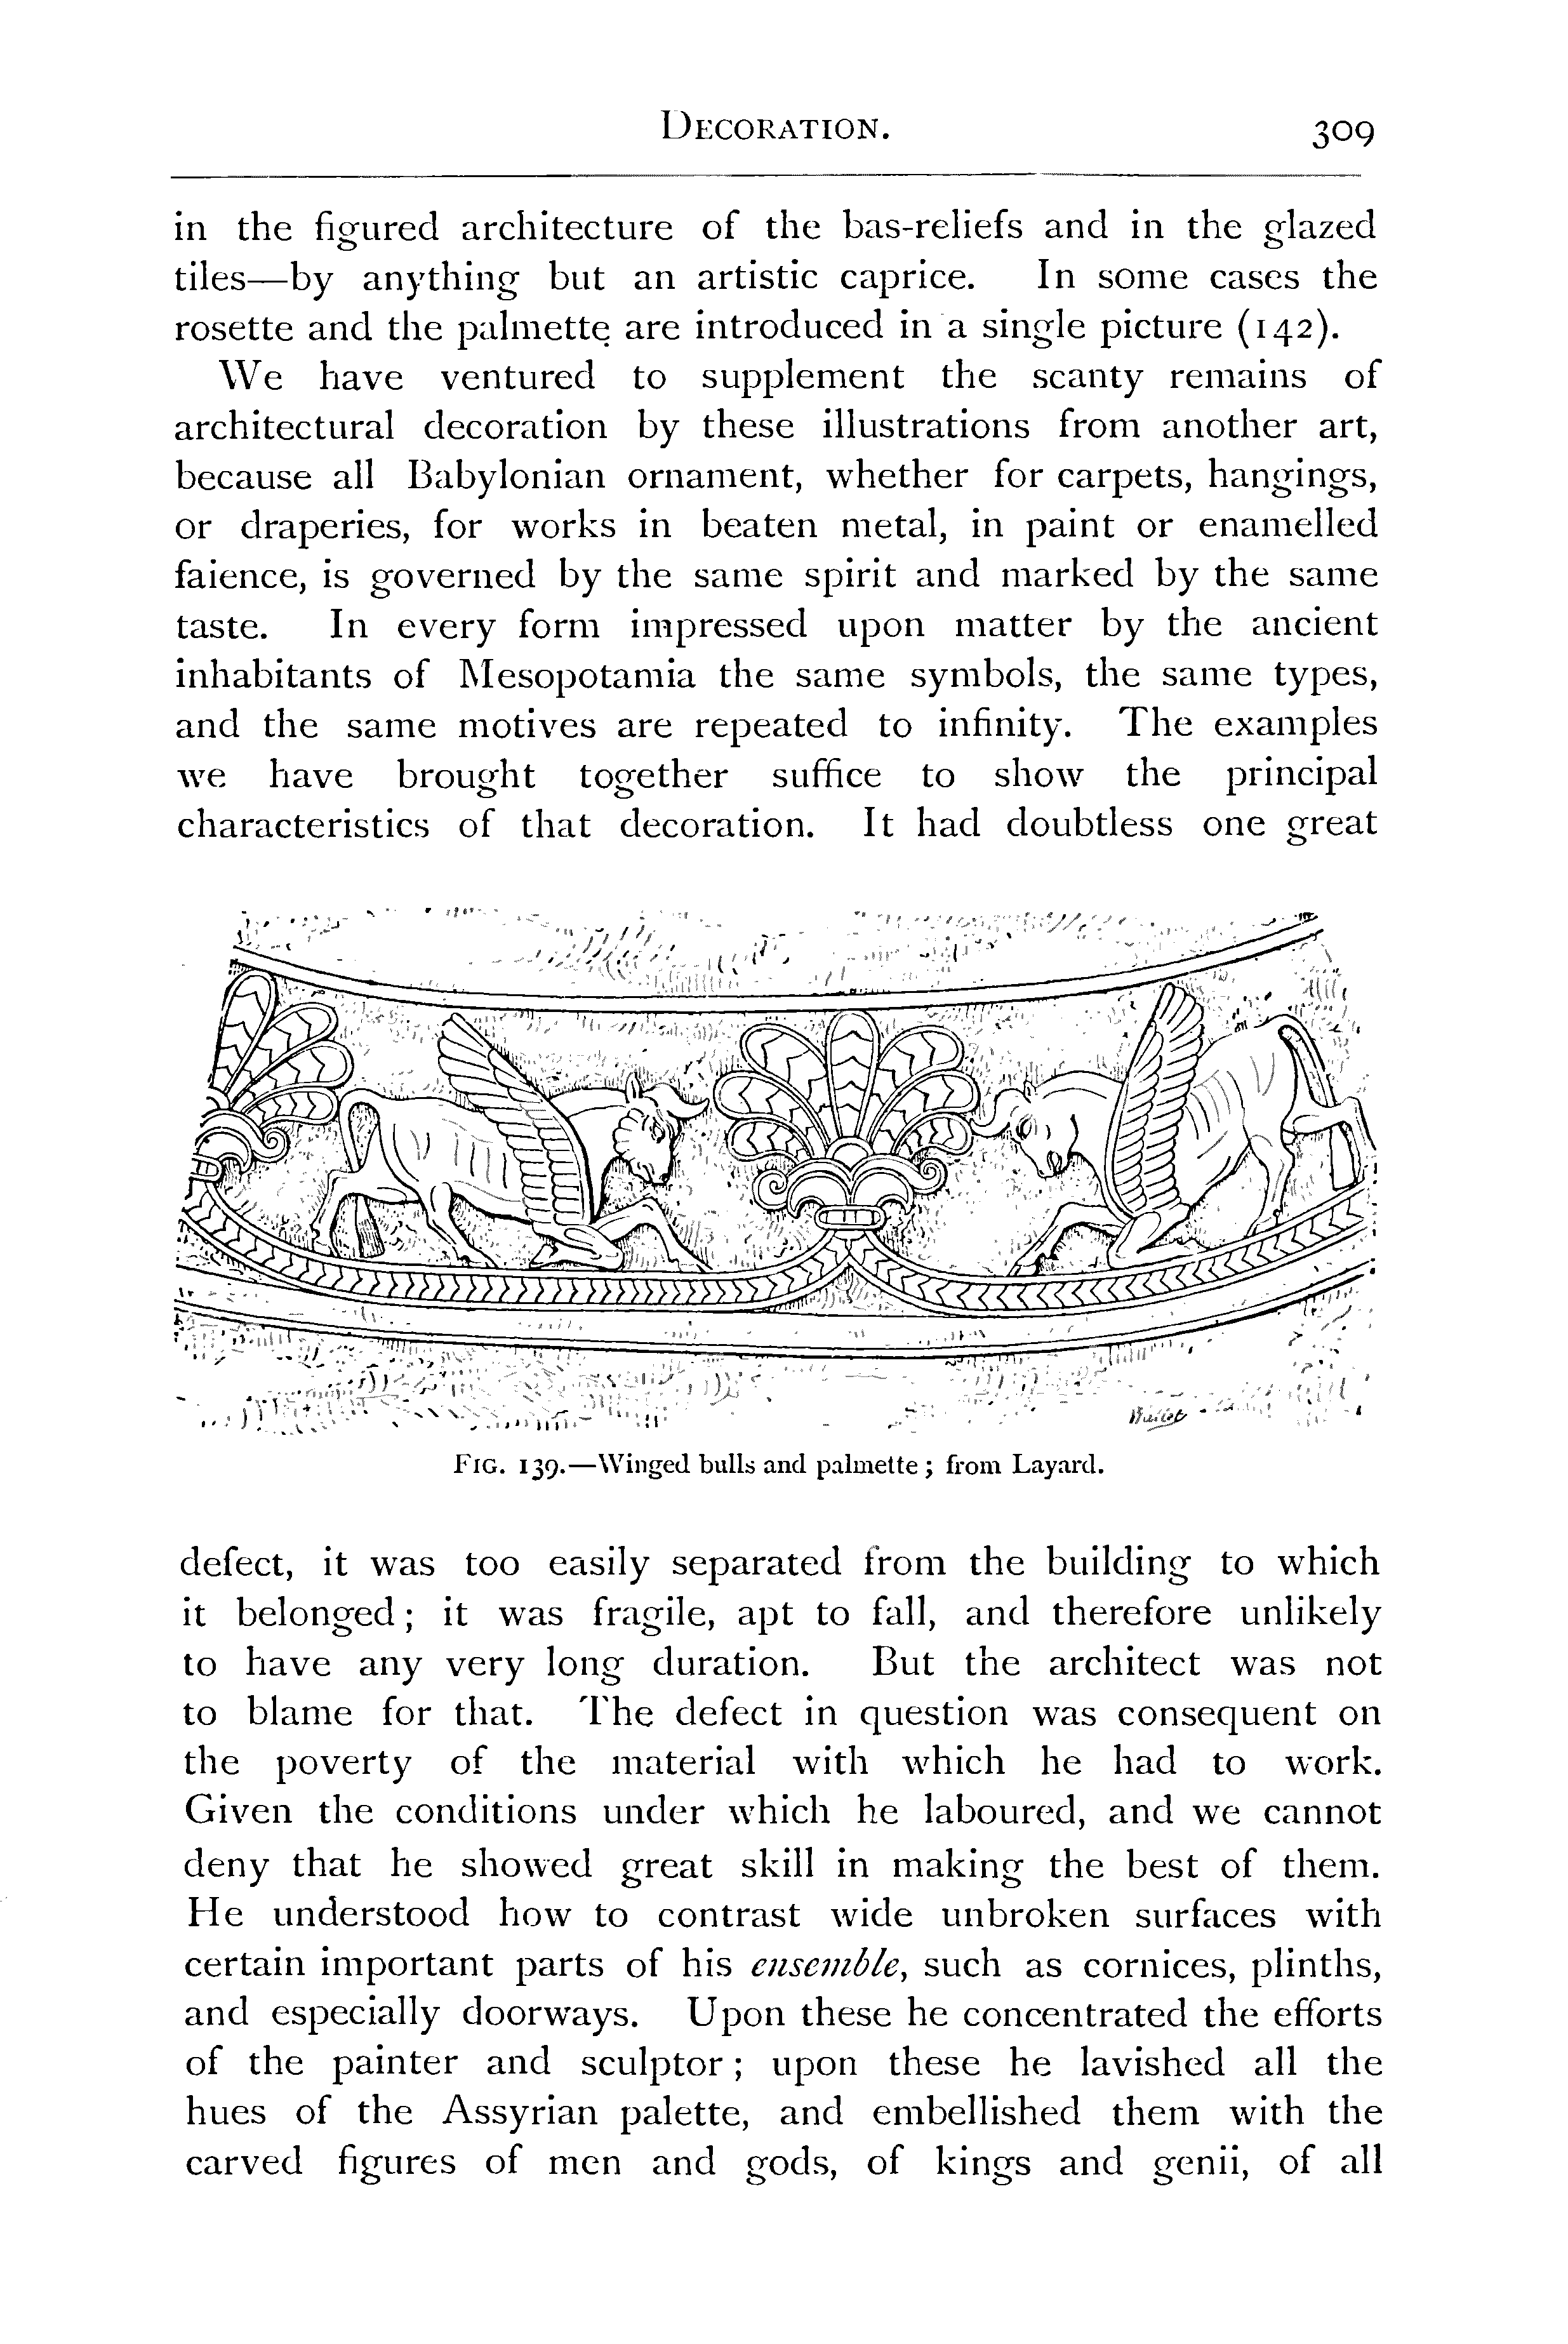 DECORATION. 309
in the figured architecture of the bas-reliefs and in the glazed
tiles—by anything but an artistic caprice. In some cases the
rosette and the palmette are introduced in a single picture (142).
We have ventured to supplement the scanty remains of
architectural decoration by these illustrations from another art,
because all Babylonian ornament, whether for carpets, hangings,
or draperies, for works in beaten metal, in paint or enamelled
faïence, is governed by the same spirit and marked by the same
taste. In every form impressed upon matter by the ancient
inhabitants of Mesopotamia the same symbols, the same types,
and the same motives are repeated to infinity. The examples
we have brought together suffice to show the principal
characteristics of that decoration. It had doubtless one great
FIG. 139.—Winged bulls and palmette; from Layard.
defect, it was too easily separated from the building to which
it belonged; it was fragile, apt to fall, and therefore unlikely
to have any very long duration. But the architect was not
to blame for that. The defect in question was consequent on
the poverty of the material with which he had to work.
Given the conditions under which he laboured, and we cannot
deny that he showed great skill in making the best of them.
He understood how to contrast wide unbroken surfaces with
certain important parts of his ensemble, such as cornices, plinths,
and especially doorways. Upon these he concentrated the efforts
of the painter and sculptor; upon these he lavished all the
hues of the Assyrian palette, and embellished them with the
carved figures of men and gods, of kings and genii, of all